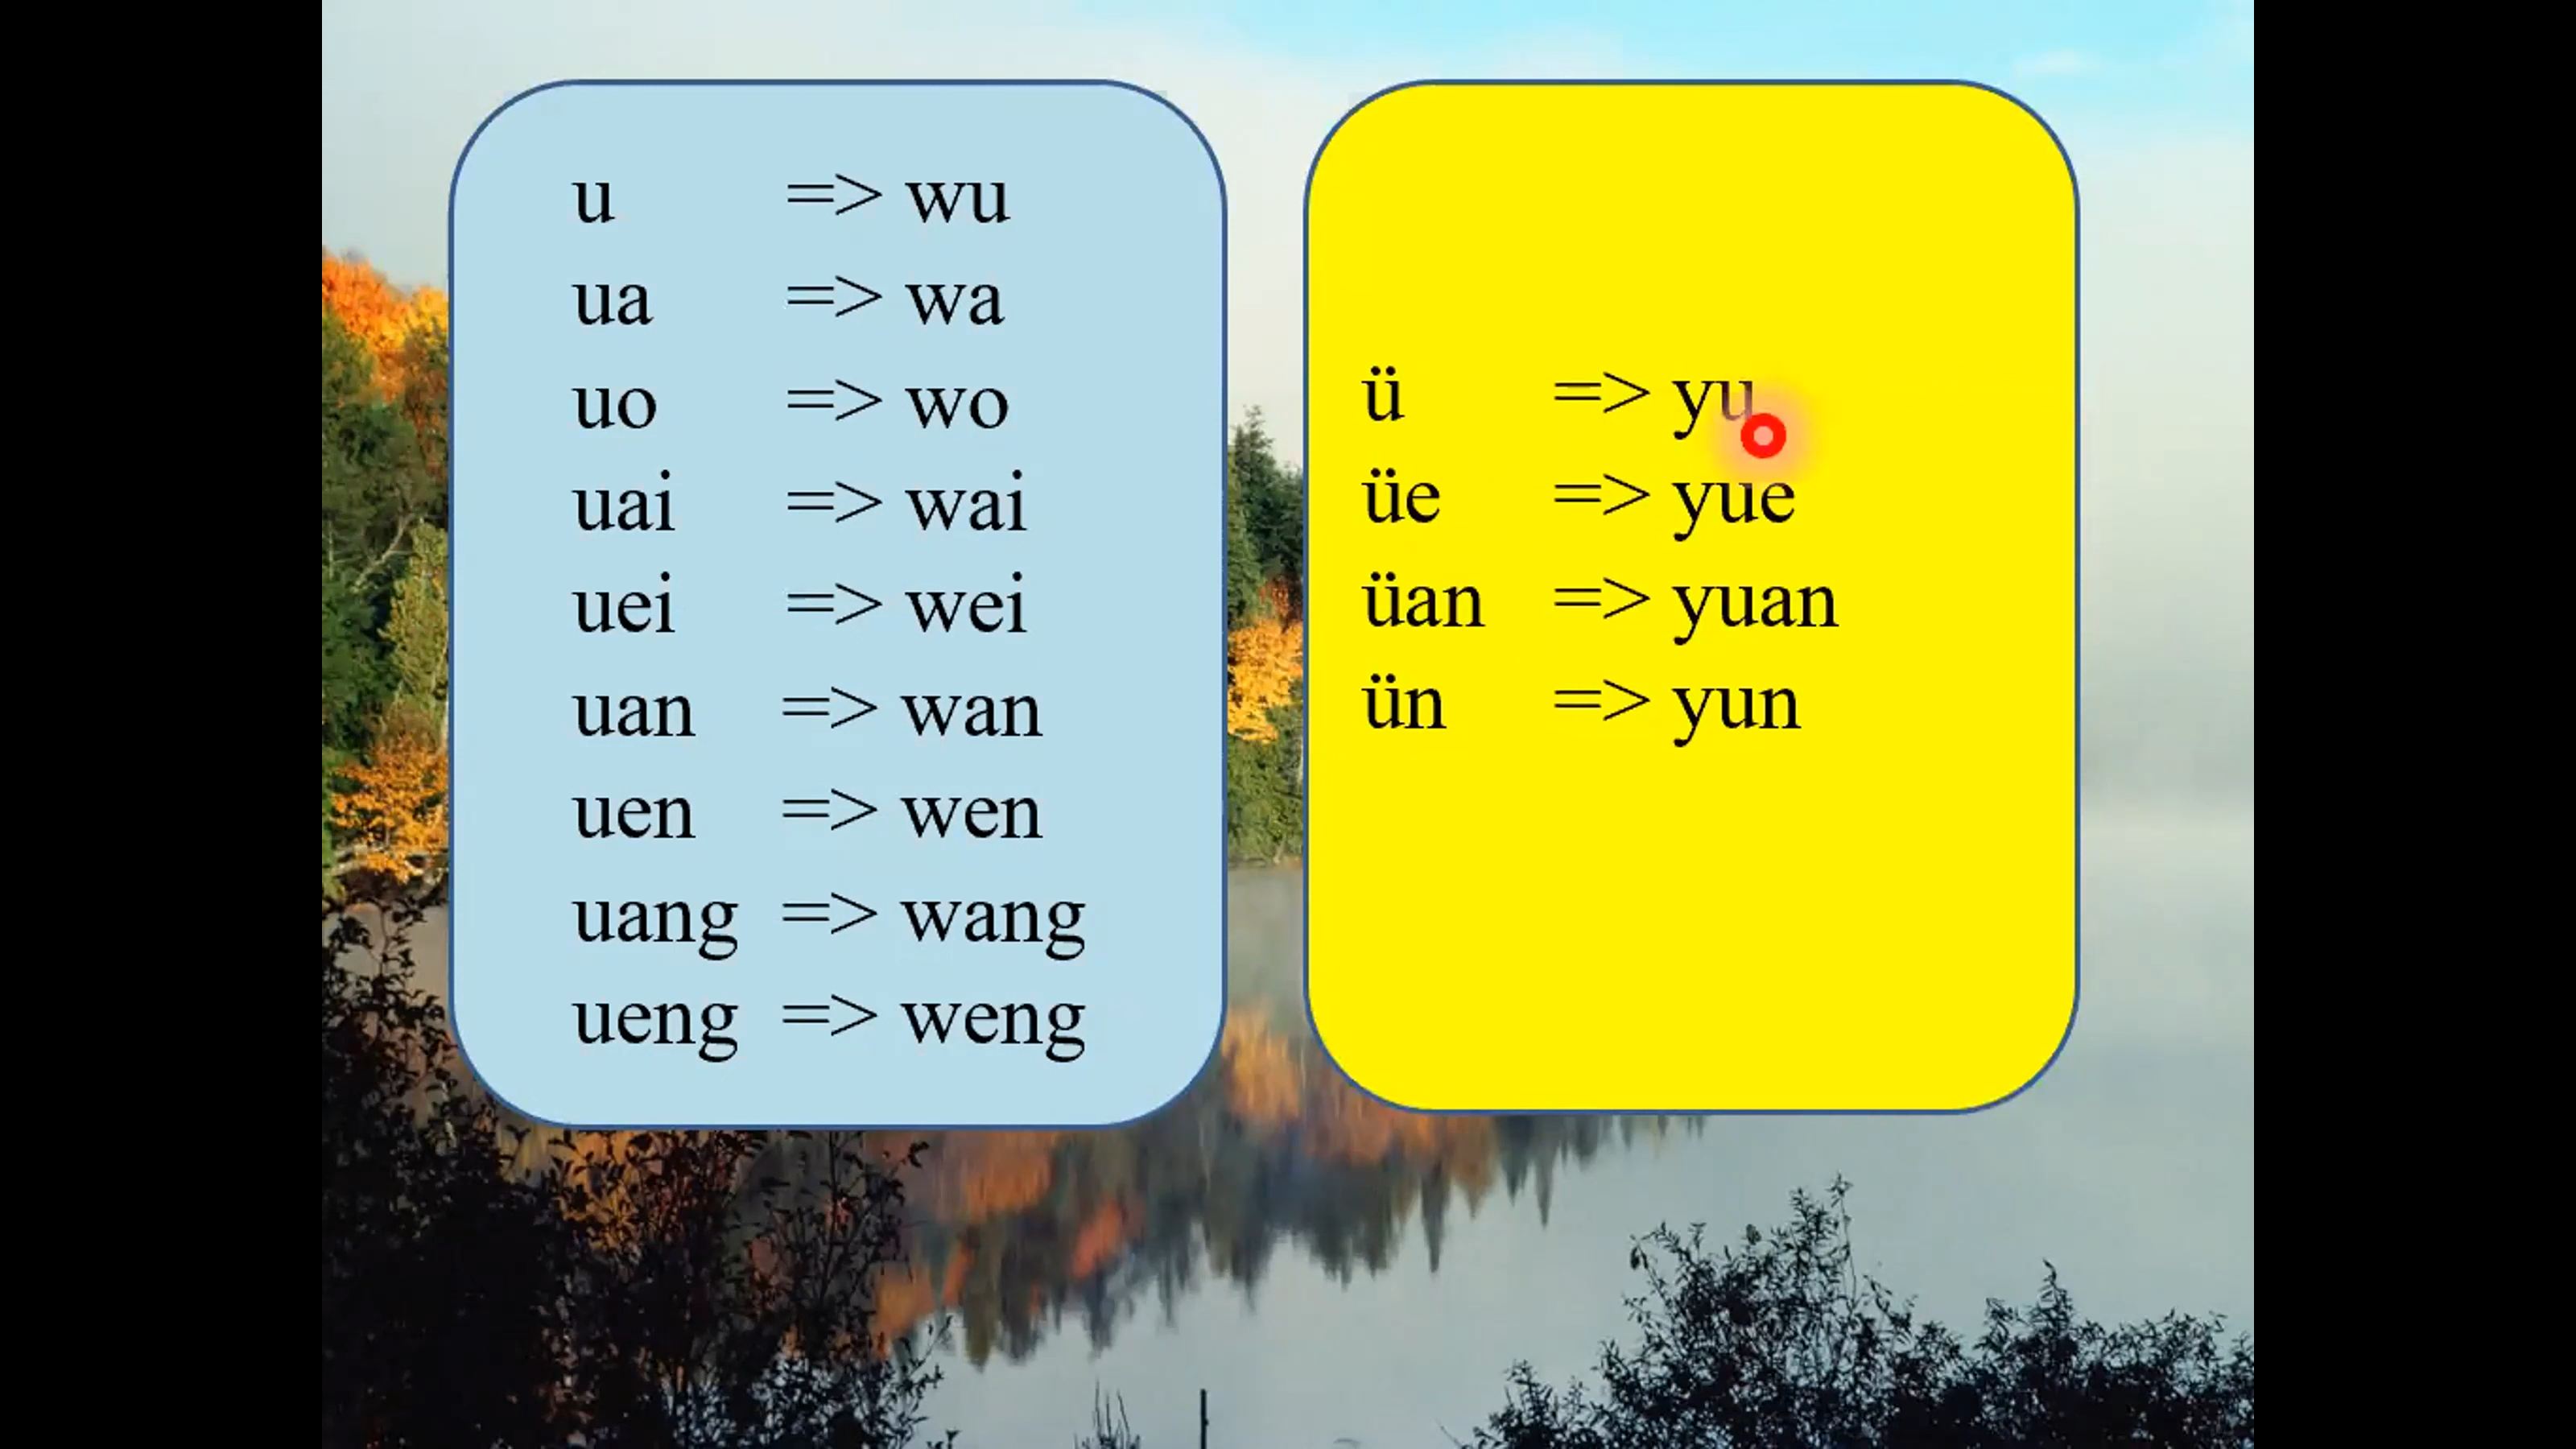 u => wu
ua => wa
uo => wo
uai => wai
uei => wei
uan => wan
uen => wen
uang => wang
ueng => weng
ü => yu
üe => yue
üan => yuan
ün => yun